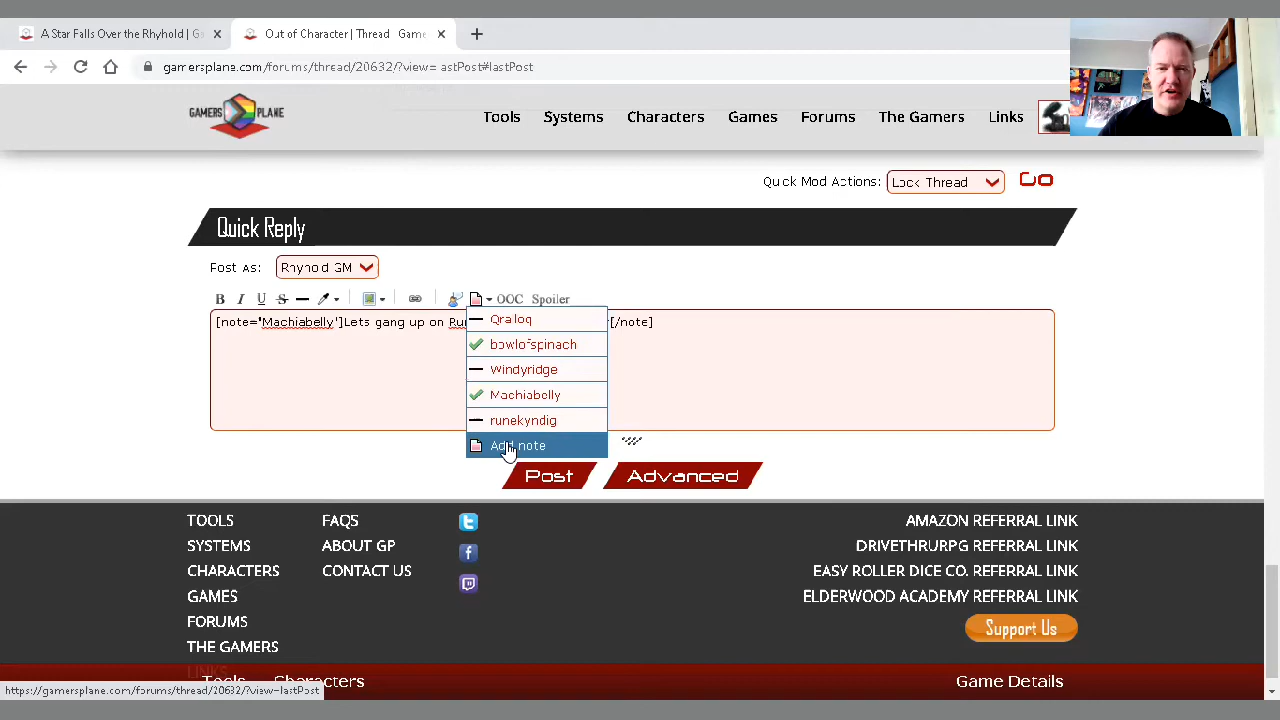 A Star Falls Over the Rhyhold | G
Out of Character | Thread - Game
gamersplane.com/forums/thread/20632/?view=lastPost#lastPost
GAMERS PLANE
Tools Systems Characters Games Forums The Gamers Links
Quick Mod Actions: Lock Thread Go
Quick Reply
Post As: Rhyhold GM
B I U S OOC Spoiler
[note="Machiabelly"]Lets gang up on [/note]
Qralloq
bowlofspinach
Windyridge
Machiabelly
runekyndig
Add note
Post Advanced
TOOLS FAQS AMAZON REFERRAL LINK
SYSTEMS ABOUT GP DRIVETHRURPG REFERRAL LINK
CHARACTERS CONTACT US EASY ROLLER DICE CO. REFERRAL LINK
GAMES ELDERWOOD ACADEMY REFERRAL LINK
FORUMS Support Us
THE GAMERS
LINKS
Tools Characters Game Details
https://gamersplane.com/forums/thread/20632/?view=lastPost